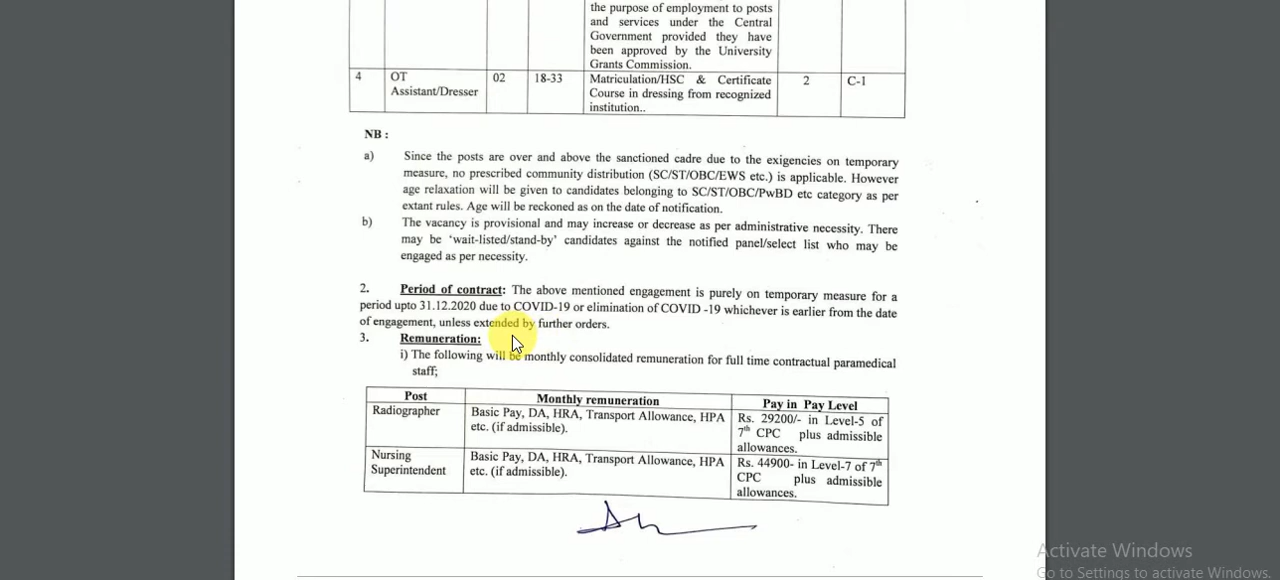 the purpose of employment to posts
and services under the Central
Government provided they have
been approved by the University
Grants Commission.
4 OT Assistant/Dresser 02 18-33 Matriculation/HSC & Certificate Course in dressing from recognized institution.. 2 C-1
NB :
a) Since the posts are over and above the sanctioned cadre due to the exigencies on temporary
measure, no prescribed community distribution (SC/ST/OBC/EWS etc.) is applicable. However
age relaxation will be given to candidates belonging to SC/ST/OBC/PwBD etc category as per
extant rules. Age will be reckoned as on the date of notification.
b) The vacancy is provisional and may increase or decrease as per administrative necessity. There
may be ‘wait-listed/stand-by’ candidates against the notified panel/select list who may be
engaged as per necessity.
2. Period of contract: The above mentioned engagement is purely on temporary measure for a
period upto 31.12.2020 due to COVID-19 or elimination of COVID -19 whichever is earlier from the date
of engagement, unless extended by further orders.
3. Remuneration:
i) The following will be monthly consolidated remuneration for full time contractual paramedical
staff;
Post Monthly remuneration Pay in Pay Level
Radiographer Basic Pay, DA, HRA, Transport Allowance, HPA etc. (if admissible). Rs. 29200/- in Level-5 of 7th CPC plus admissible allowances.
Nursing Superintendent Basic Pay, DA, HRA, Transport Allowance, HPA etc. (if admissible). Rs. 44900- in Level-7 of 7th CPC plus admissible allowances.
Activate Windows
Go to Settings to activate Windows.